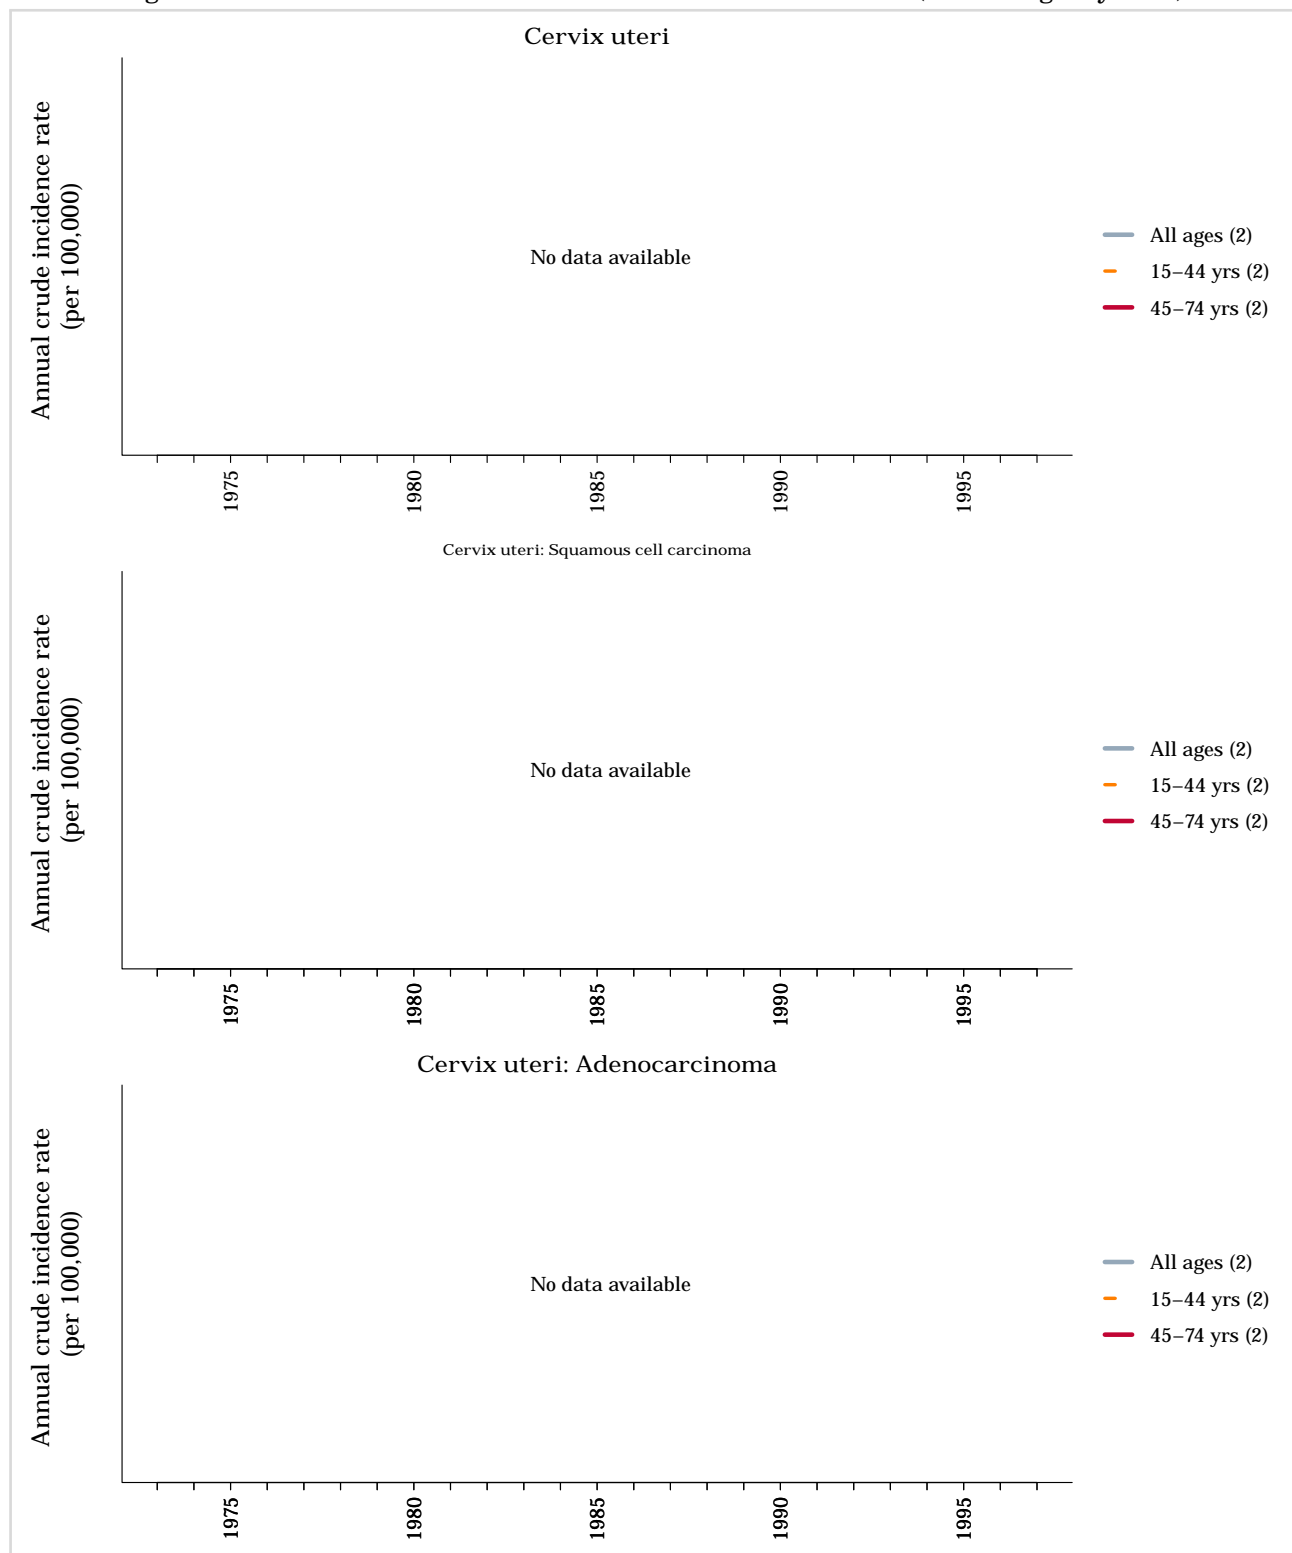 Cervix uteri
Annual crude incidence rate
(per 100,000)
No data available
All ages (2)
15–44 yrs (2)
45–74 yrs (2)
1975
1980
1985
1990
1995
Cervix uteri: Squamous cell carcinoma
Annual crude incidence rate
(per 100,000)
No data available
All ages (2)
15–44 yrs (2)
45–74 yrs (2)
1975
1980
1985
1990
1995
Cervix uteri: Adenocarcinoma
Annual crude incidence rate
(per 100,000)
No data available
All ages (2)
15–44 yrs (2)
45–74 yrs (2)
1975
1980
1985
1990
1995